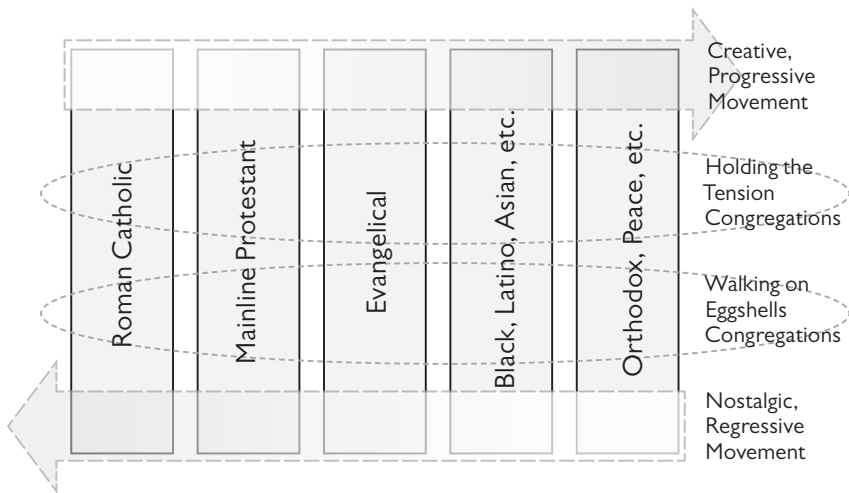 Creative,
Progressive
Movement
Holding the
Tension
Congregations
Walking on
Eggshells
Congregations
Nostalgic,
Regressive
Movement
Roman Catholic
Mainline Protestant
Evangelical
Black, Latino, Asian, etc.
Orthodox, Peace, etc.